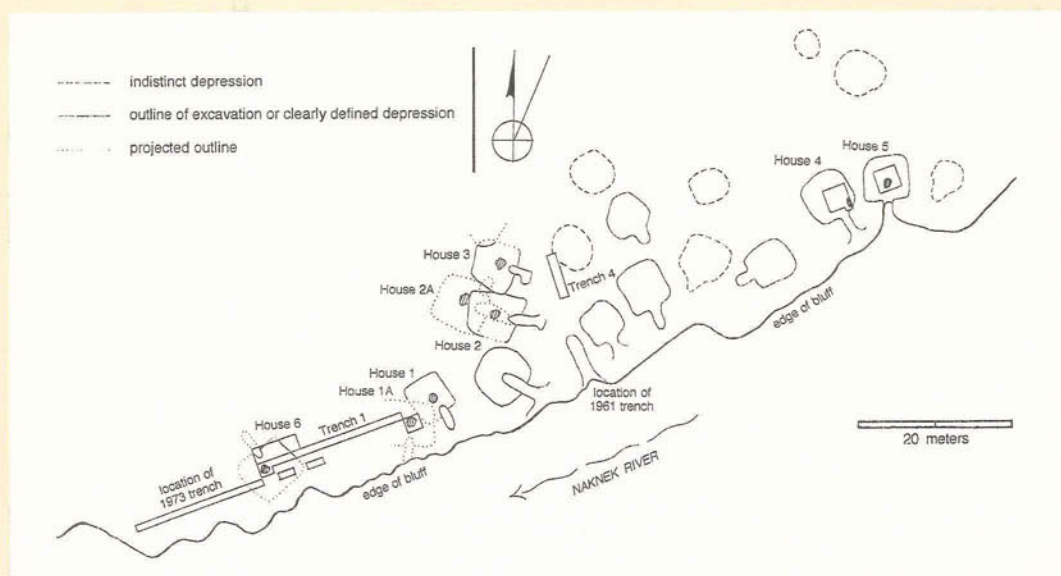 indistinct depression
outline of excavation or clearly defined depression
projected outline
House 4
House 5
House 3
House 2A
Trench 4
House 2
edge of bluff
House 1
House 1A
location of
1961 trench
House 6
Trench 1
20 meters
location of
1973 trench
edge of bluff
NAKNEK RIVER